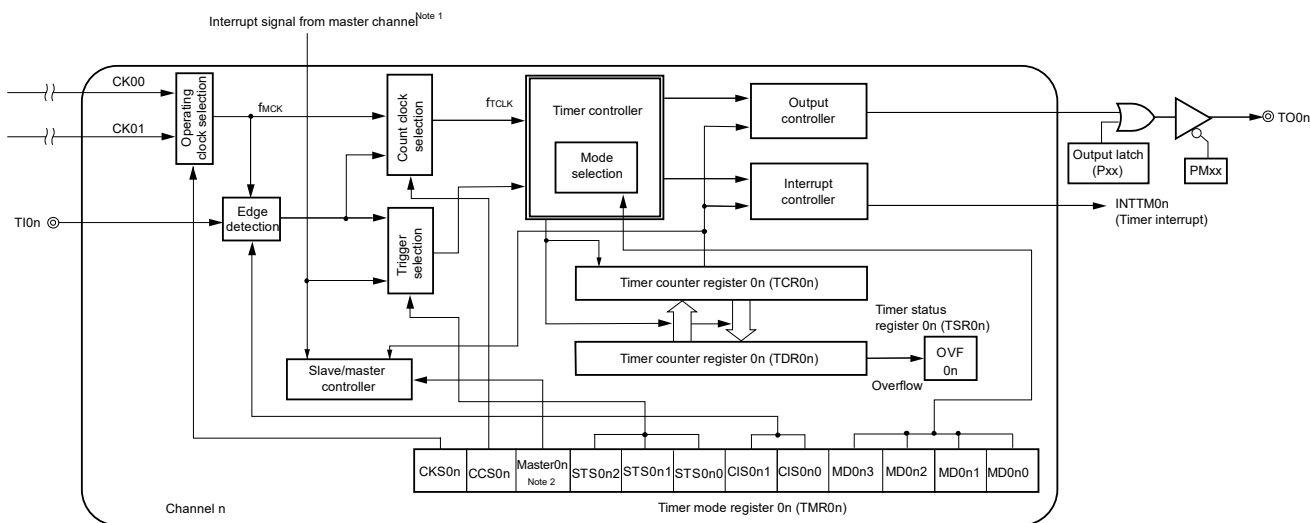 Interrupt signal from master channel Note 1
CK00
CK01
Operating clock selection
fMCK
Count clock selection
fTCLK
Timer controller
Mode selection
Output controller
Interrupt controller
Output latch (Pxx)
PMxx
TO0n
INTTM0n
(Timer interrupt)
TI0n
Edge detection
Trigger selection
Slave/master controller
Timer counter register 0n (TCR0n)
Timer counter register 0n (TDR0n)
Timer status
register 0n (TSR0n)
OVF
0n
Overflow
CKS0n
CCS0n
Master0n
Note 2
STS0n2
STS0n1
STS0n0
CIS0n1
CIS0n0
MD0n3
MD0n2
MD0n1
MD0n0
Channel n
Timer mode register 0n (TMR0n)